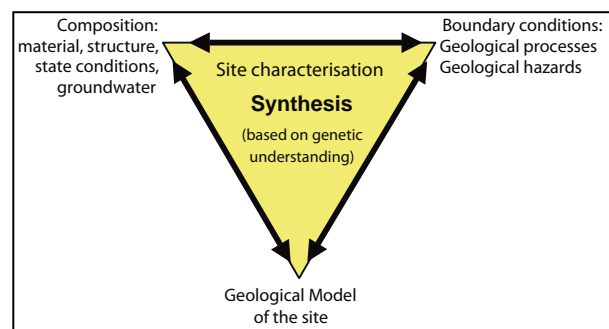 Composition:
material, structure,
state conditions,
groundwater
Boundary conditions:
Geological processes
Geological hazards
Site characterisation
Synthesis
(based on genetic
understanding)
Geological Model
of the site